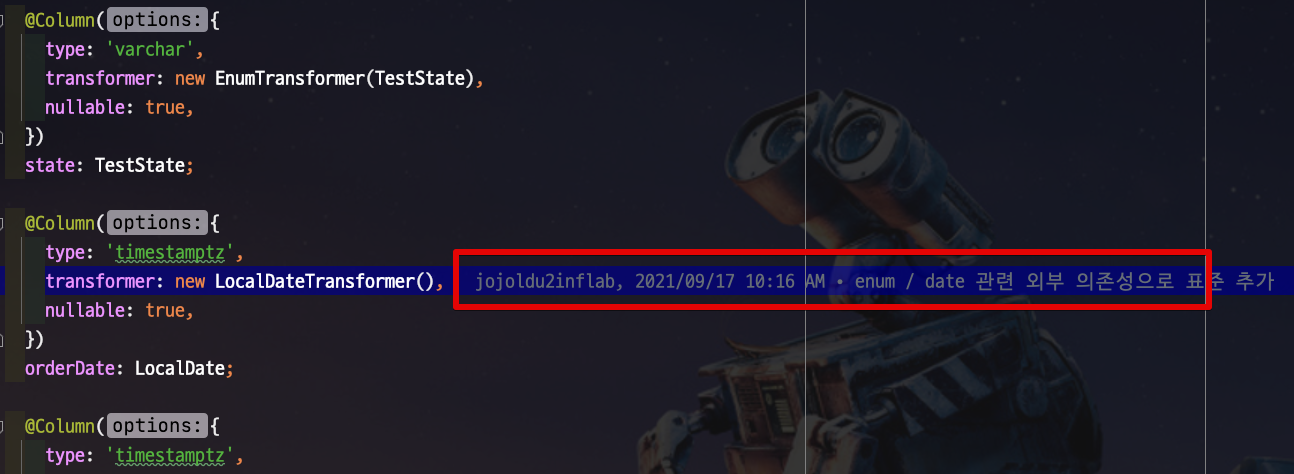 @Column( options: {
type: 'varchar',
transformer: new EnumTransformer(TestState),
nullable: true,
})
state: TestState;
@Column( options: {
type: 'timestamptz',
transformer: new LocalDateTransformer(), jojoldu2inflab, 2021/09/17 10:16 AM • enum / date 관련 외부 의존성으로 표준 추가
nullable: true,
})
orderDate: LocalDate;
@Column( options: {
type: 'timestamptz',